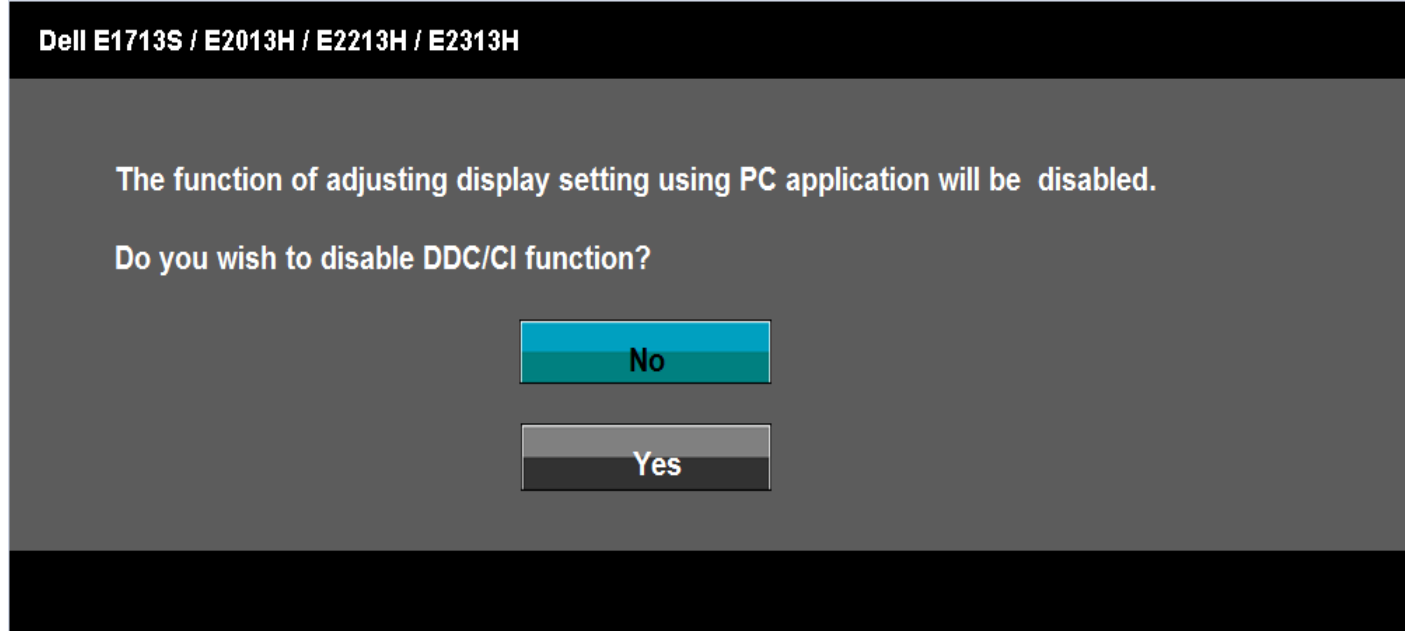 Dell E1713S / E2013H / E2213H / E2313H
The function of adjusting display setting using PC application will be  disabled.
Do you wish to disable DDC/CI function?
No
Yes